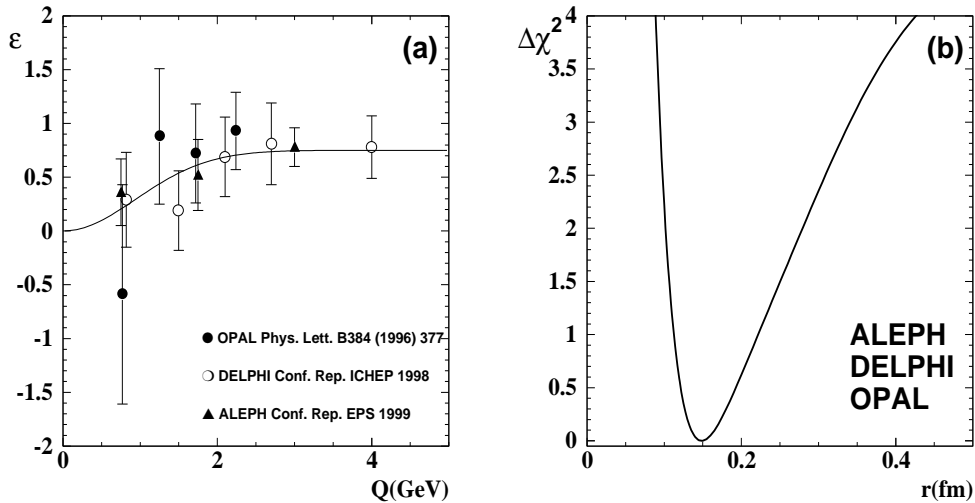 ε
(a)
2
1.5
1
0.5
0
-0.5
-1
-1.5
-2
OPAL Phys. Lett. B384 (1996) 377
DELPHI Conf. Rep. ICHEP 1998
ALEPH Conf. Rep. EPS 1999
0
2
4
Q(GeV)
Δχ²
(b)
4
3.5
3
2.5
2
1.5
1
0.5
0
ALEPH
DELPHI
OPAL
0
0.2
0.4
r(fm)